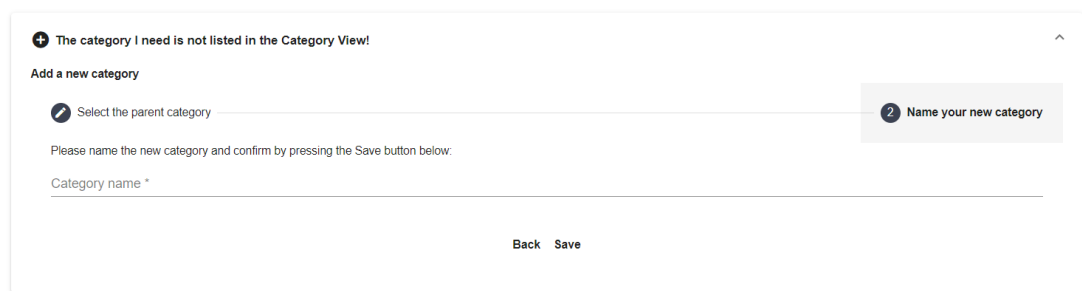 The category I need is not listed in the Category View!
Add a new category
Select the parent category
2 Name your new category
Please name the new category and confirm by pressing the Save button below:
Category name *
Back Save